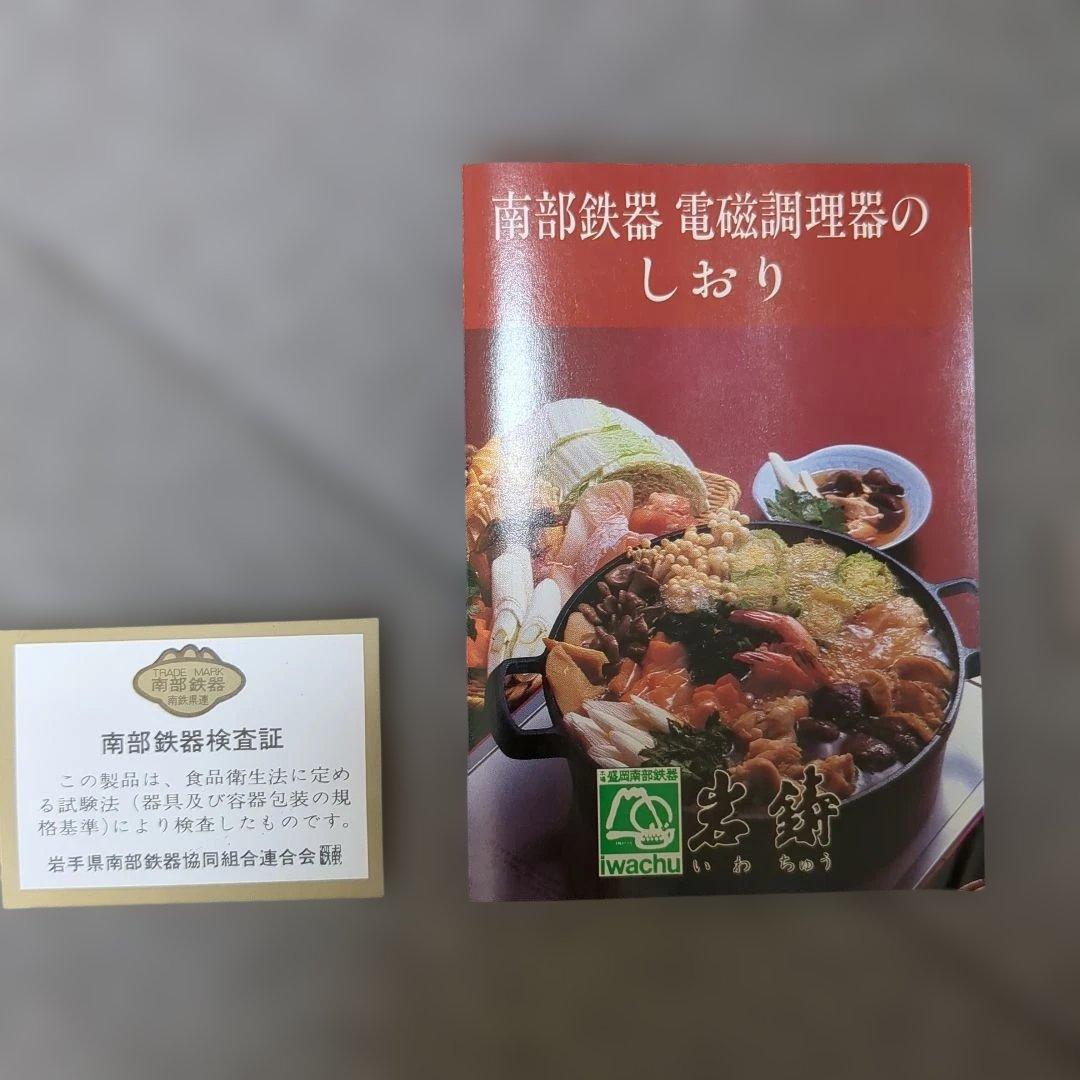 南部鉄器 電磁調理器の
しおり
盛岡南部鉄器
iwachu
岩鋳
いわちゅう
TRADE MARK
南部鉄器
南鉄県連
南部鉄器検査証
この製品は、食品衛生法に定め
る試験法(器具及び容器包装の規
格基準)により検査したものです。
岩手県南部鉄器協同組合連合会